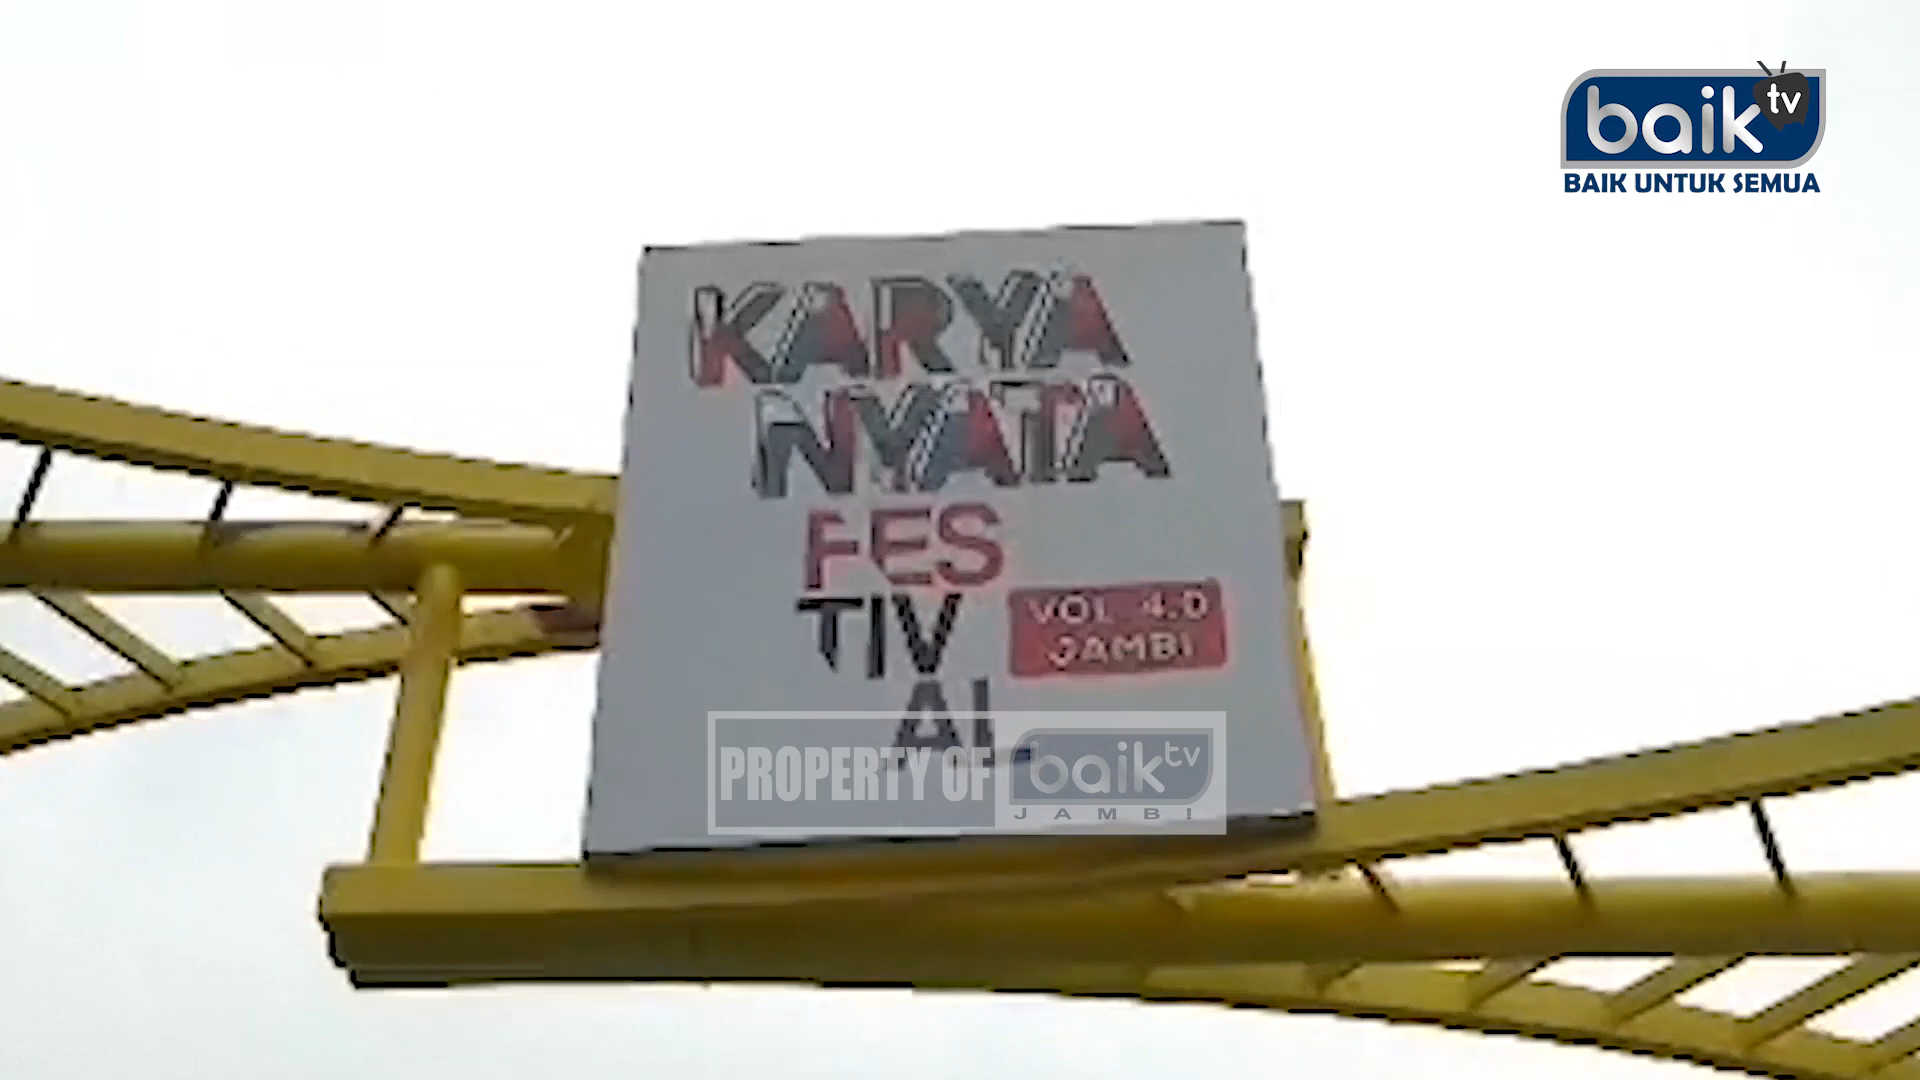 baik tv
BAIK UNTUK SEMUA
KARYA
NYATA
FES
TIV
AL
VOL 4.0
JAMBI
PROPERTY OF baik tv
JAMBI